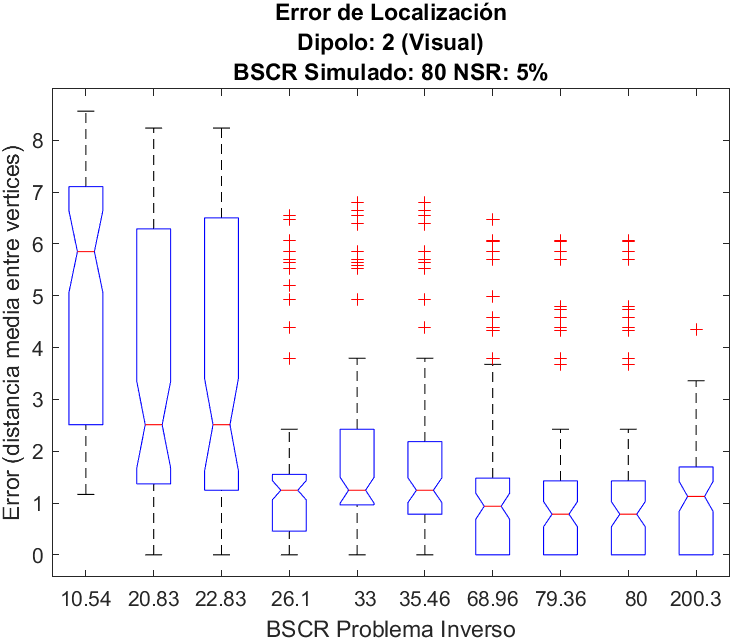 Error de Localización
Dipolo: 2 (Visual)
BSCR Simulado: 80 NSR: 5%
Error (distancia media entre vertices)
8
7
6
5
4
3
2
1
0
10.54 20.83 22.83 26.1 33 35.46 68.96 79.36 80 200.3
BSCR Problema Inverso